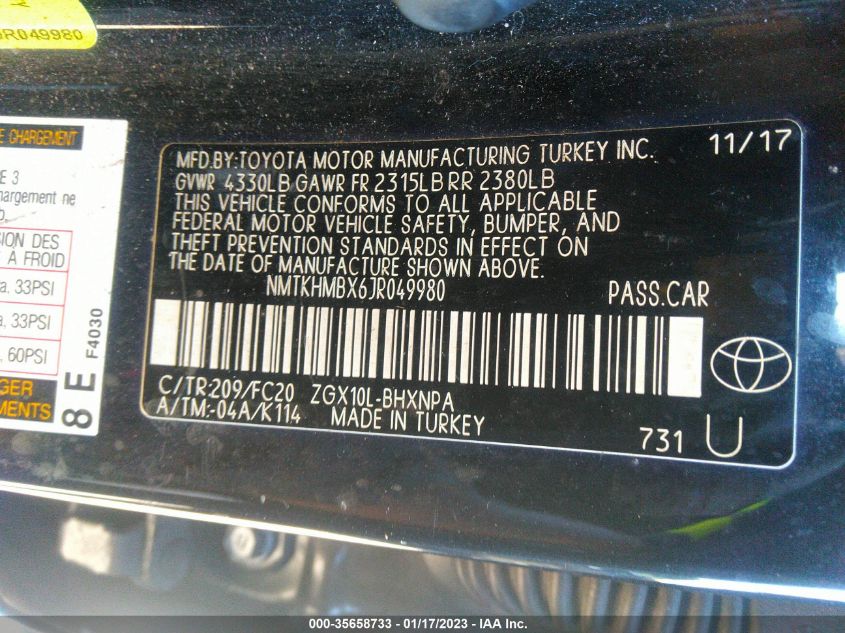 R049980
E CHARGEMENT
E 3
hargement ne
b.
SION DES
E A FROID
a, 33PSI
a, 33PSI
, 60PSI
GER
MENTS
8 E F4030
11/17
MFD.BY:TOYOTA MOTOR MANUFACTURING TURKEY INC.
GVWR 4330LB GAWR FR 2315LB RR 2380LB
THIS VEHICLE CONFORMS TO ALL APPLICABLE
FEDERAL MOTOR VEHICLE SAFETY, BUMPER, AND
THEFT PREVENTION STANDARDS IN EFFECT ON
THE DATE OF MANUFACTURE SHOWN ABOVE.
NMTKHMBX6JR049980 PASS.CAR
C/TR:209/FC20 ZGX10L-BHXNPA
A/TM:-04A/K114 MADE IN TURKEY
731 U
000-35658733 - 01/17/2023 - IAA Inc.